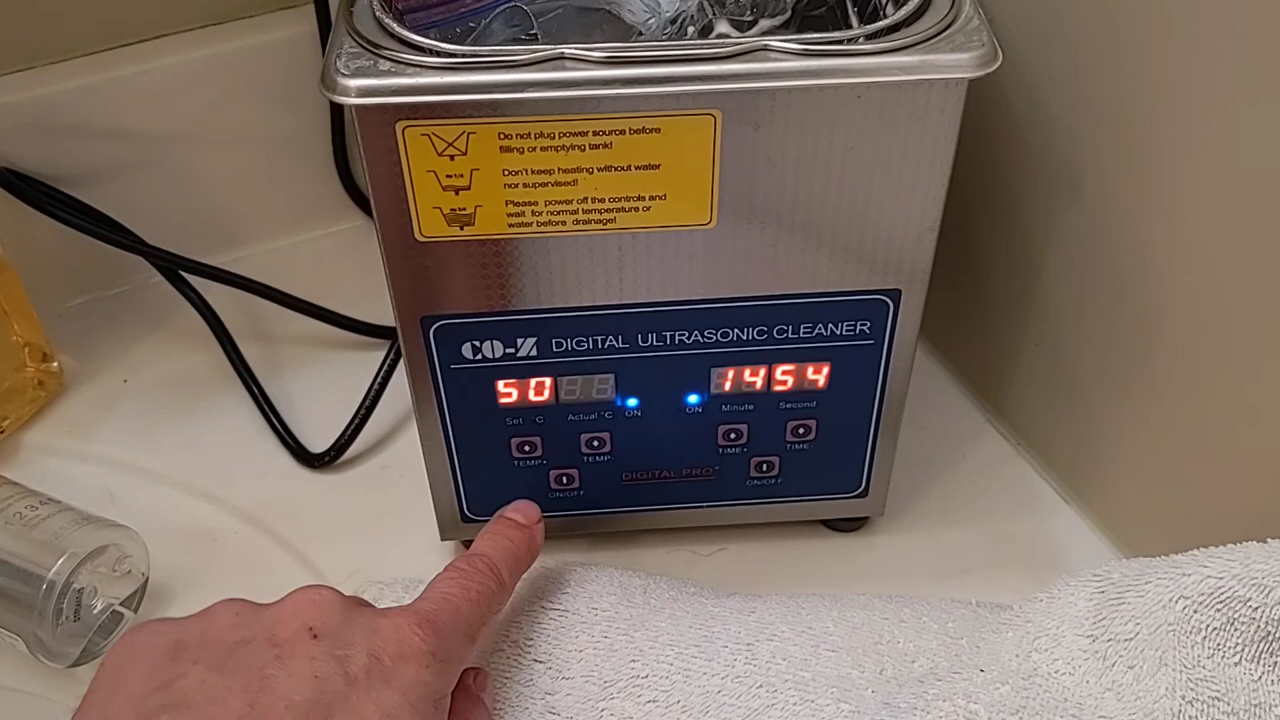 Do not plug power source before
filling or emptying tank!
Don't keep heating without water
nor supervised!
Please power off the controls and
wait for normal temperature or
water before drainage!
CO-Z DIGITAL ULTRASONIC CLEANER
50
1454
Set °C
Actual °C
ON
ON
Minute
Second
TEMP+
TEMP-
TIME+
TIME-
ON/OFF
DIGITAL PRO
ON/OFF